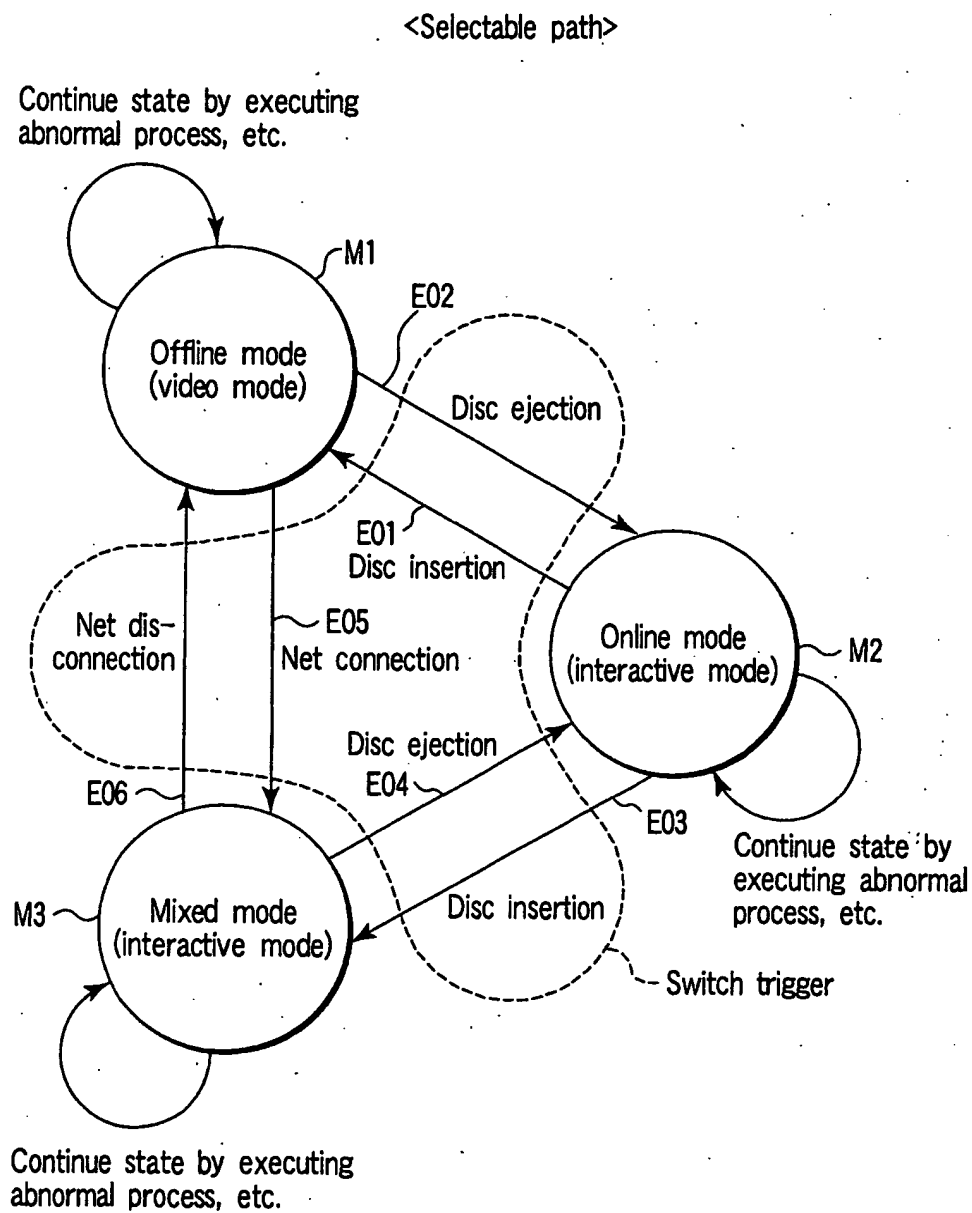 <Selectable path>
Continue state by executing
abnormal process, etc.
M1
E02
Offline mode
(video mode)
Disc ejection
E01
Disc insertion
Net dis-
connection
E05
Net connection
Online mode
(interactive mode)
M2
Disc ejection
E04
E06
E03
Continue state by
executing abnormal
process, etc.
M3
Mixed mode
(interactive mode)
Disc insertion
Switch trigger
Continue state by executing
abnormal process, etc.